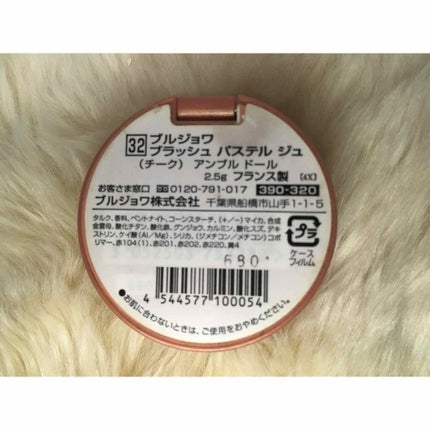 32 ブルジョワ
ブラッシュ パステル ジュ
(チーク) アンブル ドール
2.5g フランス製 [4X]
お客さま窓口 0120-791-017 390-320
ブルジョワ株式会社 千葉県船橋市山手1-1-5
タルク、香料、ベントナイト、コーンスターチ、(+/-)マイカ、合成
金雲母、酸化チタン、酸化鉄、グンジョウ、カルミン、酸化スズ、デキ
ストリン、ケイ酸(Al/Mg)、シリカ、(ジメチコン/メチコン)コポ
リマー、赤104(1)、赤201、赤202、赤220、黄4
プラ
ケース
フィルム
680
4 544577 100054
●お肌に合わないときは、ご使用をおやめください。